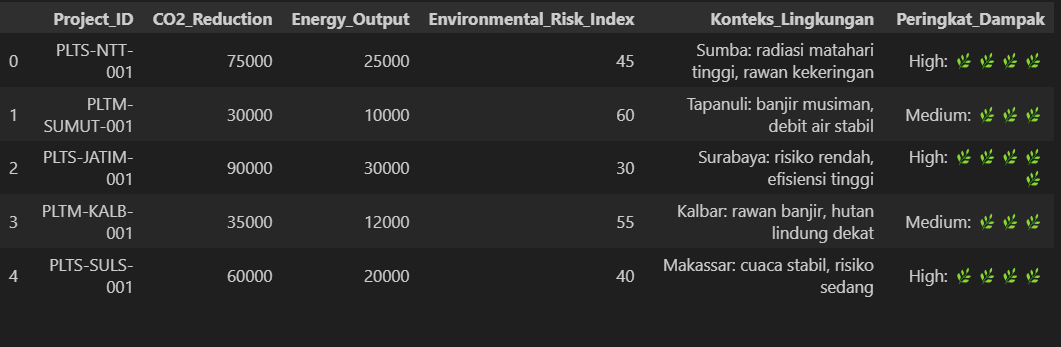 Project_ID CO2_Reduction Energy_Output Environmental_Risk_Index Konteks_Lingkungan Peringkat_Dampak
0 PLTS-NTT-
001 75000 25000 45 Sumba: radiasi matahari
tinggi, rawan kekeringan High: 🌿 🌿 🌿 🌿
1 PLTM-
SUMUT-001 30000 10000 60 Tapanuli: banjir musiman,
debit air stabil Medium: 🌿 🌿 🌿
2 PLTS-JATIM-
001 90000 30000 30 Surabaya: risiko rendah,
efisiensi tinggi High: 🌿 🌿 🌿 🌿
🌿
3 PLTM-KALB-
001 35000 12000 55 Kalbar: rawan banjir, hutan
lindung dekat Medium: 🌿 🌿 🌿
4 PLTS-SULS-
001 60000 20000 40 Makassar: cuaca stabil, risiko
sedang High: 🌿 🌿 🌿 🌿